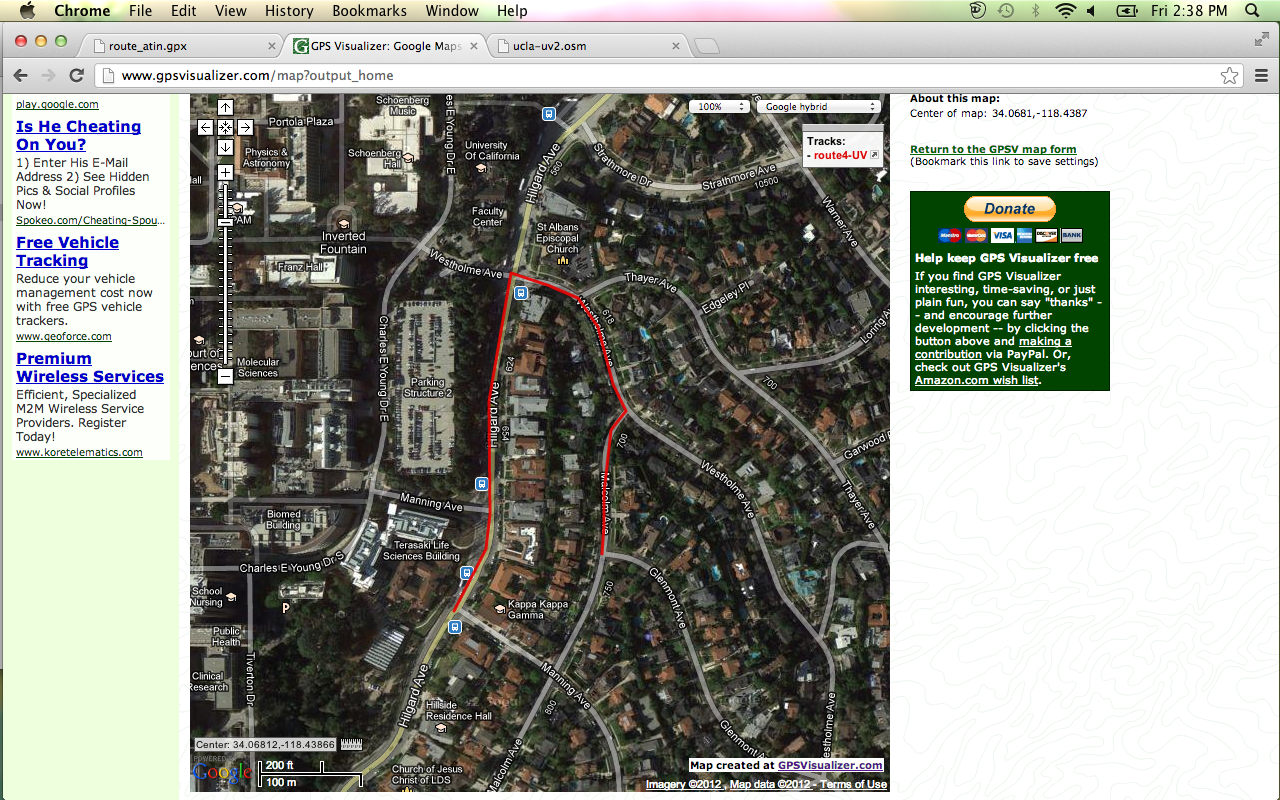 Chrome File Edit View History Bookmarks Window Help Fri 2:38 PM
route_atin.gpx GPS Visualizer: Google Maps ucla-uv2.osm
www.gpsvisualizer.com/map?output_home
play.google.com
Is He Cheating
On You?
1) Enter His E-Mail
Address 2) See Hidden
Pics & Social Profiles
Now!
Spokeo.com/Cheating-Spou...
Free Vehicle
Tracking
Reduce your vehicle
management cost now
with free GPS vehicle
trackers.
www.geoforce.com
Premium
Wireless Services
Efficient, Specialized
M2M Wireless Service
Providers. Register
Today!
www.koretelematics.com
100% Google hybrid
Tracks:
- route4-UV
Schoenberg
Music
Portola Plaza
Physics &
Astronomy
Schoenberg
Hall
University
Of California
Hilgard Ave
560
Strathmore Dr
Strathmore Ave
10500
Warner Ave
Faculty
Center
St Albans
Episcopal
Church
Inverted
Fountain
Franz Hall
Westholme Ave
Thayer Ave
Edgeley Pl
Loring Ave
Westholme Ave
618
Charles E Young Dr E
Molecular
Sciences
Parking
Structure 2
624
Hilgard Ave
654
700
700
Garwood
Westholme Ave
Thayer Ave
Malcolm Ave
Manning Ave
Biomed
Building
Terasaki Life
Sciences Building
Charles E Young Dr S
School
Nursing
P
Public
Health
Clinical
Research
Tiverton Dr
750
Glenmont Ave
Kappa Kappa
Gamma
Manning Ave
800
Hilgard Ave
Hillside
Residence Hall
Malcolm Ave
Glenmont Ave
Westholme Ave
Church of Jesus
Christ of LDS
Center: 34.06812,-118.43866
POWERED BY
Google
200 ft
100 m
Map created at GPSVisualizer.com
Imagery ©2012 , Map data ©2012 - Terms of Use
About this map:
Center of map: 34.0681,-118.4387
Return to the GPSV map form
(Bookmark this link to save settings)
Donate
Maestro MasterCard VISA DISCOVER BANK
Help keep GPS Visualizer free
If you find GPS Visualizer
interesting, time-saving, or just
plain fun, you can say "thanks" -
- and encourage further
development -- by clicking the
button above and making a
contribution via PayPal. Or,
check out GPS Visualizer's
Amazon.com wish list.